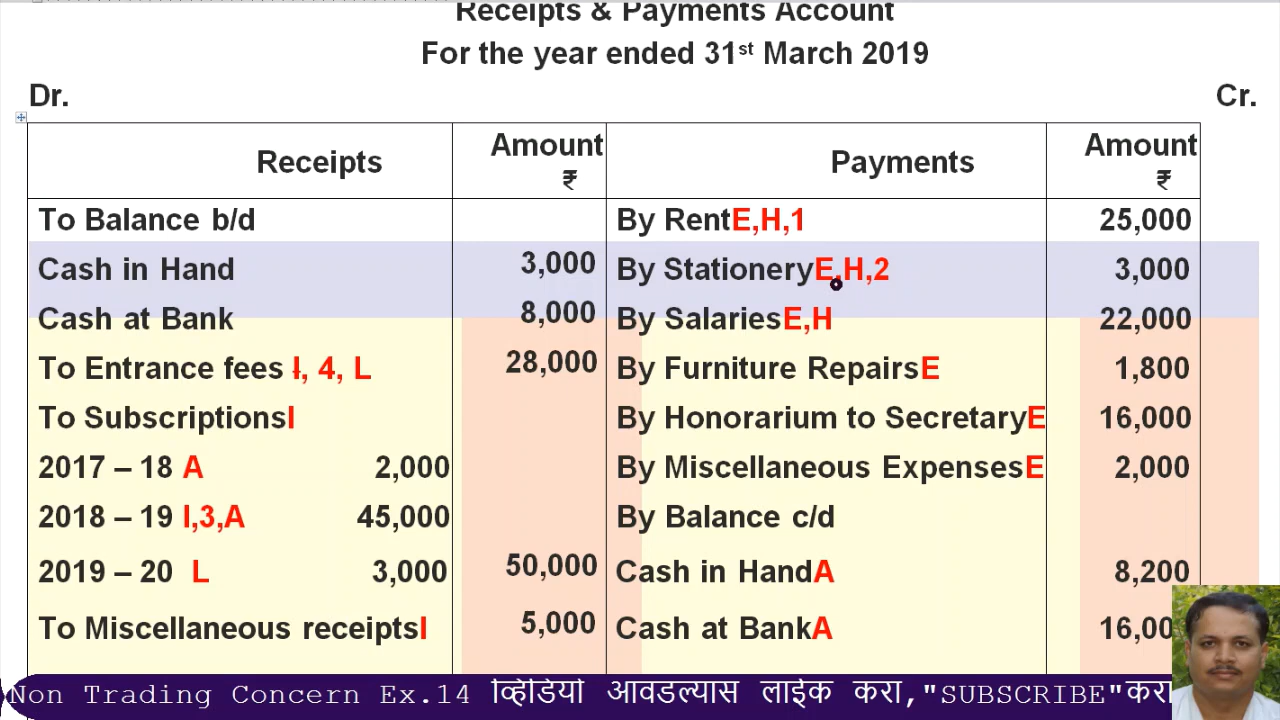 Receipts & Payments Account
For the year ended 31st March 2019
Dr. Cr.
Receipts Amount ₹ Payments Amount ₹
To Balance b/d By RentE,H,1 25,000
Cash in Hand 3,000 By StationeryE,H,2 3,000
Cash at Bank 8,000 By SalariesE,H 22,000
To Entrance fees I, 4, L 28,000 By Furniture RepairsE 1,800
To SubscriptionsI By Honorarium to SecretaryE 16,000
2017 – 18 A 2,000 By Miscellaneous ExpensesE 2,000
2018 – 19 I,3,A 45,000 By Balance c/d
2019 – 20 L 3,000 50,000 Cash in HandA 8,200
To Miscellaneous receiptsI 5,000 Cash at BankA 16,00
Non Trading Concern Ex.14 व्हिडियो आवडल्यास लाईक करा,"SUBSCRIBE"करा